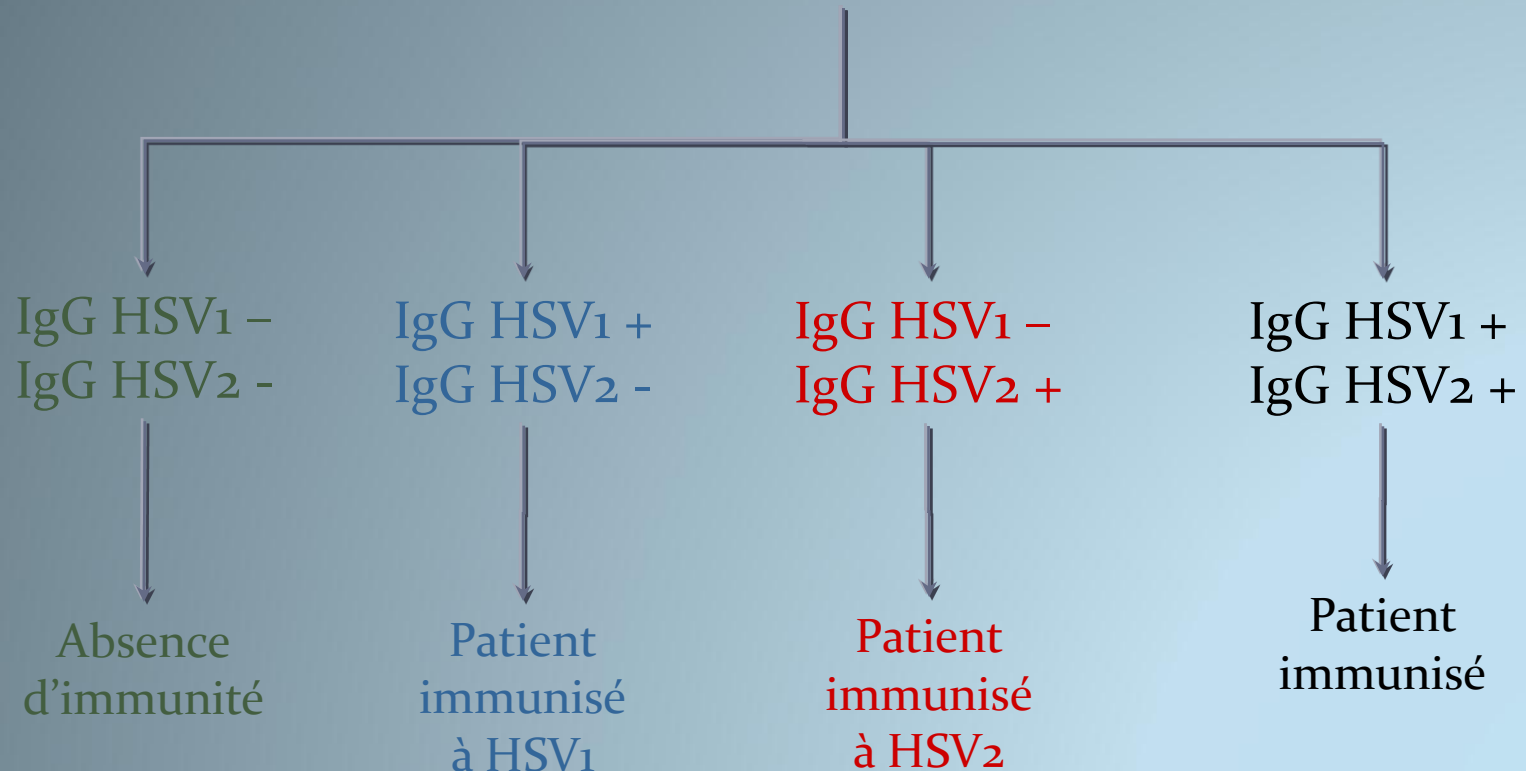 IgG HSV1 –
IgG HSV2 -
IgG HSV1 +
IgG HSV2 -
IgG HSV1 –
IgG HSV2 +
IgG HSV1 +
IgG HSV2 +
Absence
d'immunité
Patient
immunisé
à HSV1
Patient
immunisé
à HSV2
Patient
immunisé